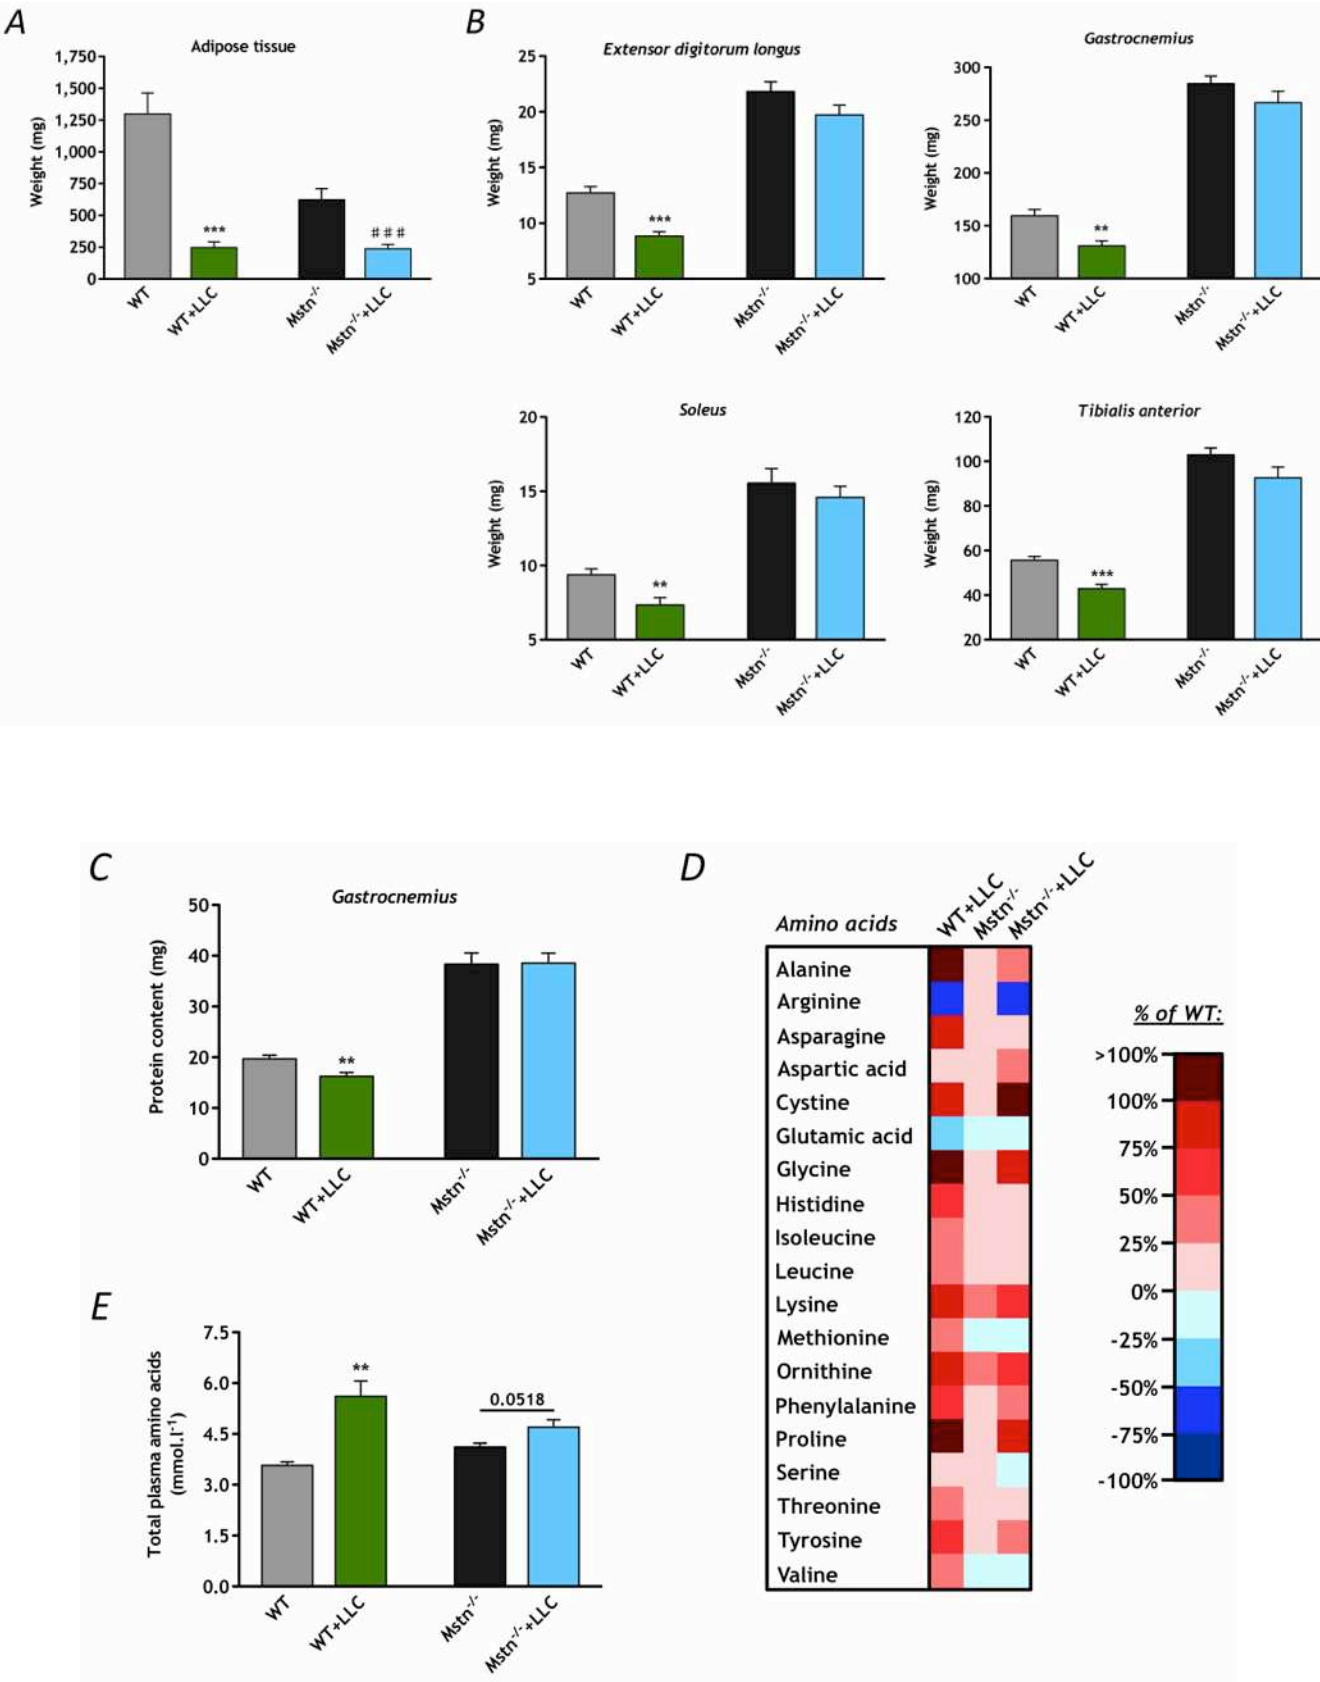 A
Adipose tissue
Weight (mg)
1,750
1,500
1,250
1,000
750
500
250
0
***
###
WT
WT+LLC
Mstn-/-
Mstn-/-+LLC
B
Extensor digitorum longus
Weight (mg)
25
20
15
10
5
***
WT
WT+LLC
Mstn-/-
Mstn-/-+LLC
Gastrocnemius
Weight (mg)
300
250
200
150
100
**
WT
WT+LLC
Mstn-/-
Mstn-/-+LLC
Soleus
Weight (mg)
20
15
10
5
**
WT
WT+LLC
Mstn-/-
Mstn-/-+LLC
Tibialis anterior
Weight (mg)
120
100
80
60
40
20
***
WT
WT+LLC
Mstn-/-
Mstn-/-+LLC
C
Gastrocnemius
Protein content (mg)
50
40
30
20
10
0
**
WT
WT+LLC
Mstn-/-
Mstn-/-+LLC
D
Amino acids
WT+LLC
Mstn-/-
Mstn-/-+LLC
Alanine
Arginine
Asparagine
Aspartic acid
Cystine
Glutamic acid
Glycine
Histidine
Isoleucine
Leucine
Lysine
Methionine
Ornithine
Phenylalanine
Proline
Serine
Threonine
Tyrosine
Valine
% of WT:
>100%
100%
75%
50%
25%
0%
-25%
-50%
-75%
-100%
E
Total plasma amino acids
(mmol.l-1)
7.5
6.0
4.5
3.0
1.5
0.0
**
0.0518
WT
WT+LLC
Mstn-/-
Mstn-/-+LLC